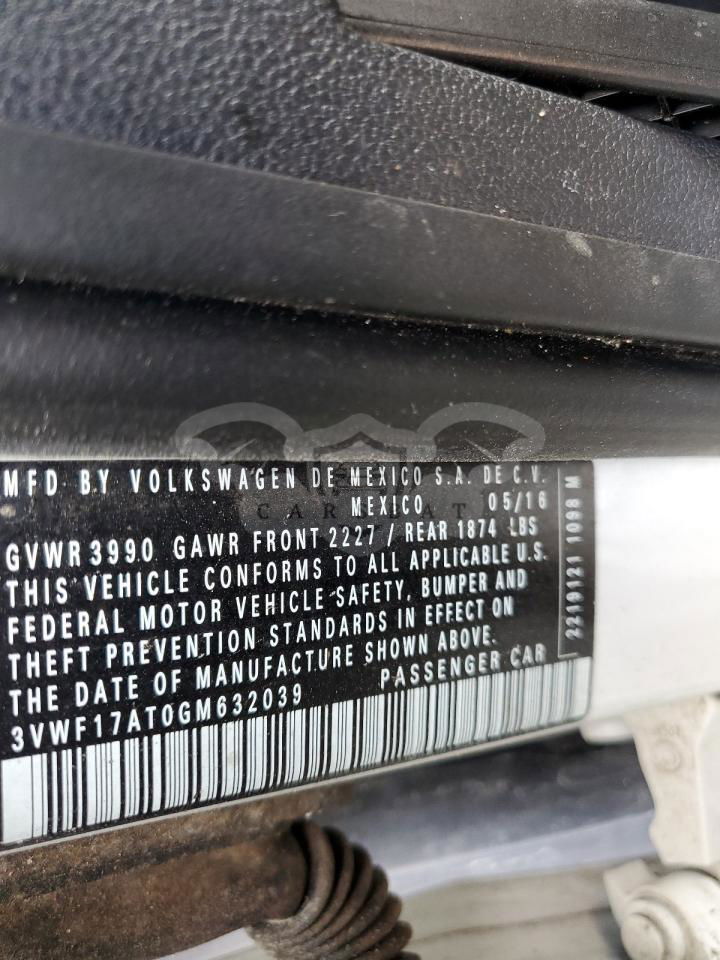 MFD BY VOLKSWAGEN DE MEXICO S.A. DE C.V.
MEXICO 05/16
GVWR 3990 GAWR FRONT 2227 / REAR 1874 LBS
THIS VEHICLE CONFORMS TO ALL APPLICABLE U.S.
FEDERAL MOTOR VEHICLE SAFETY, BUMPER AND
THEFT PREVENTION STANDARDS IN EFFECT ON
THE DATE OF MANUFACTURE SHOWN ABOVE.
3VWF17AT0GM632039 PASSENGER CAR
2219121 1098 M